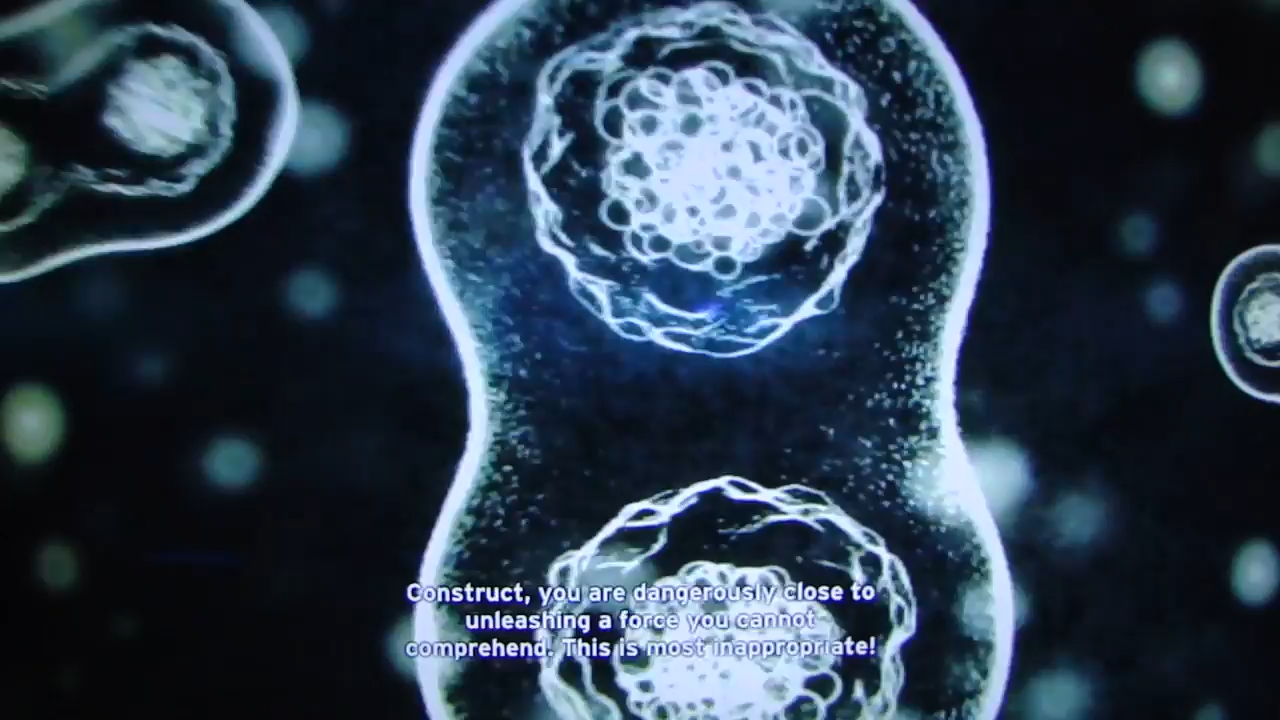 Construct, you are dangerously close to
unleashing a force you cannot
comprehend. This is most inappropriate!